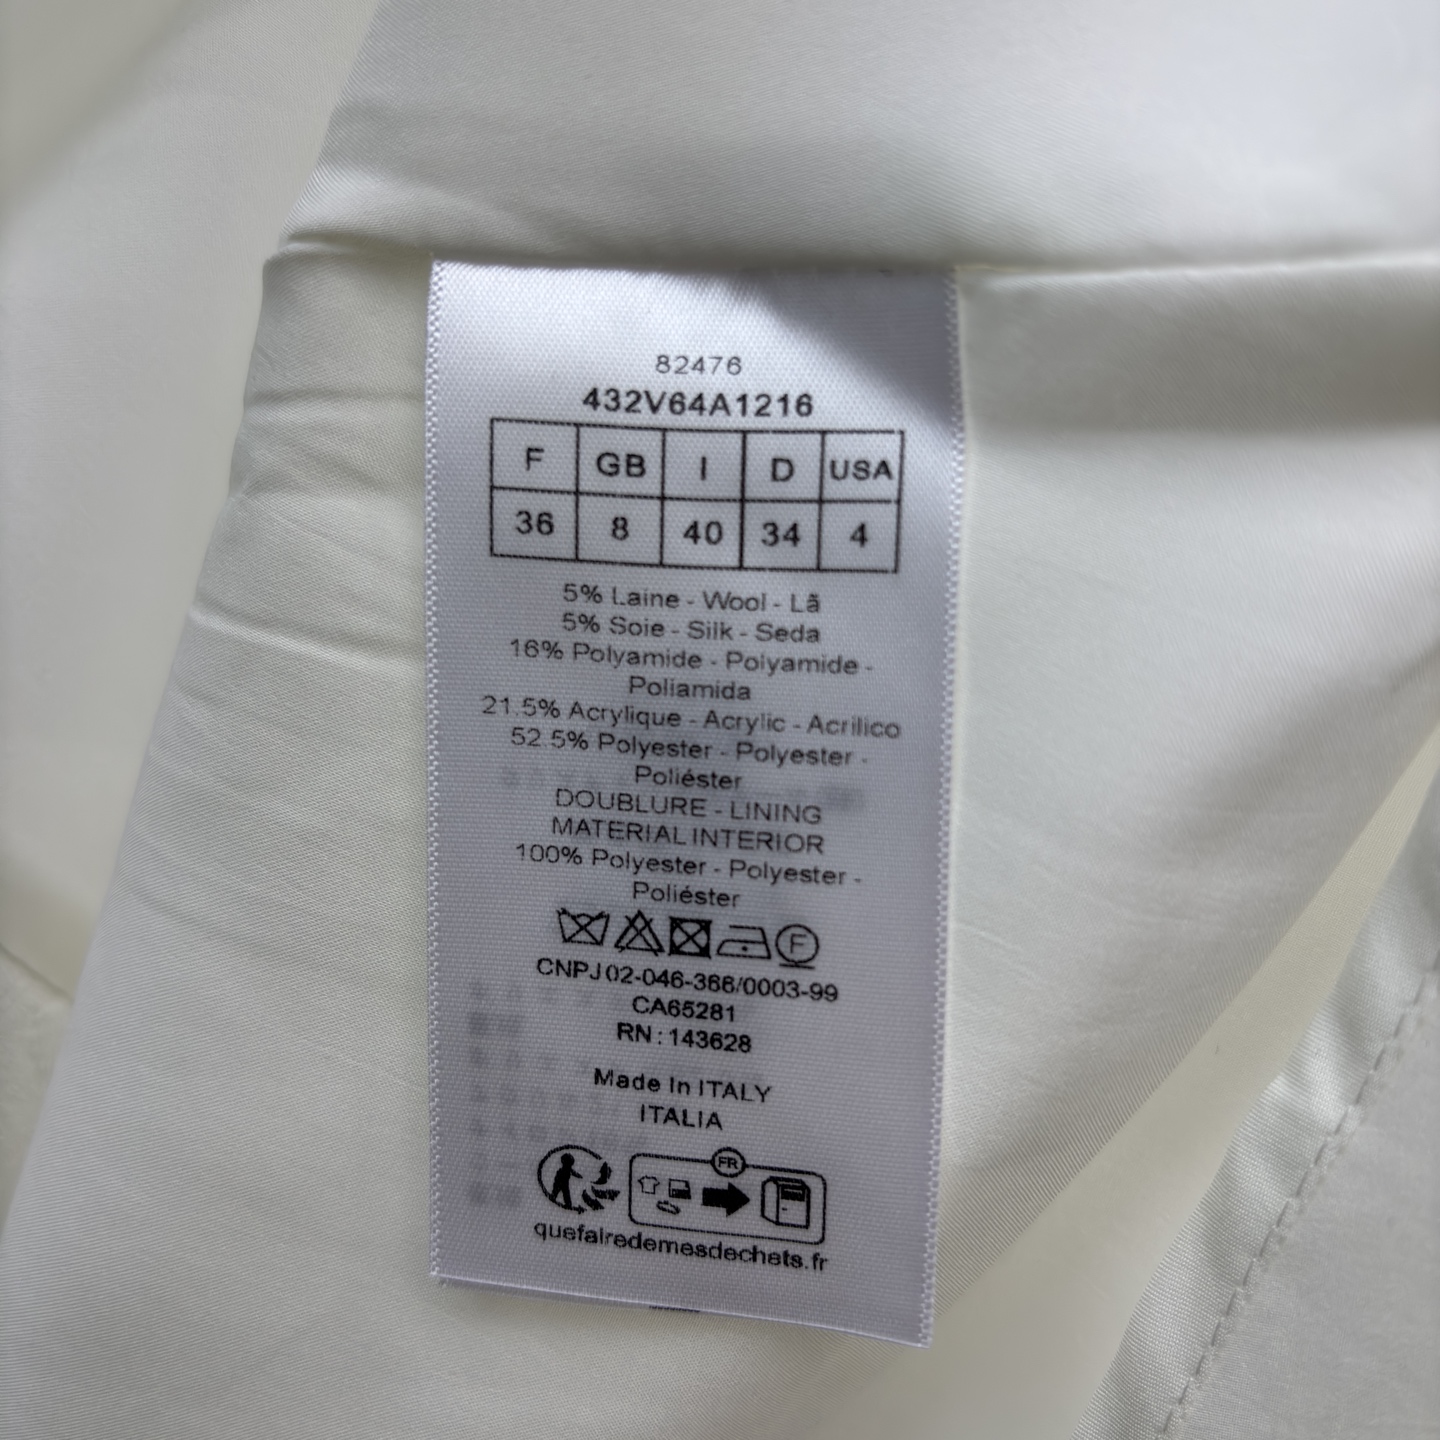 82476
432V64A1216
F GB I D USA
36 8 40 34 4
5% Laine - Wool - Lã
5% Soie - Silk - Seda
16% Polyamide - Polyamide -
Poliamida
21.5% Acrylique - Acrylic - Acrilico
52.5% Polyester - Polyester -
Poliéster
DOUBLURE - LINING
MATERIAL INTERIOR
100% Polyester - Polyester -
Poliéster
F
CNPJ 02-046-366/0003-99
CA65281
RN : 143628
Made In ITALY
ITALIA
FR
quefairedemesdechets.fr